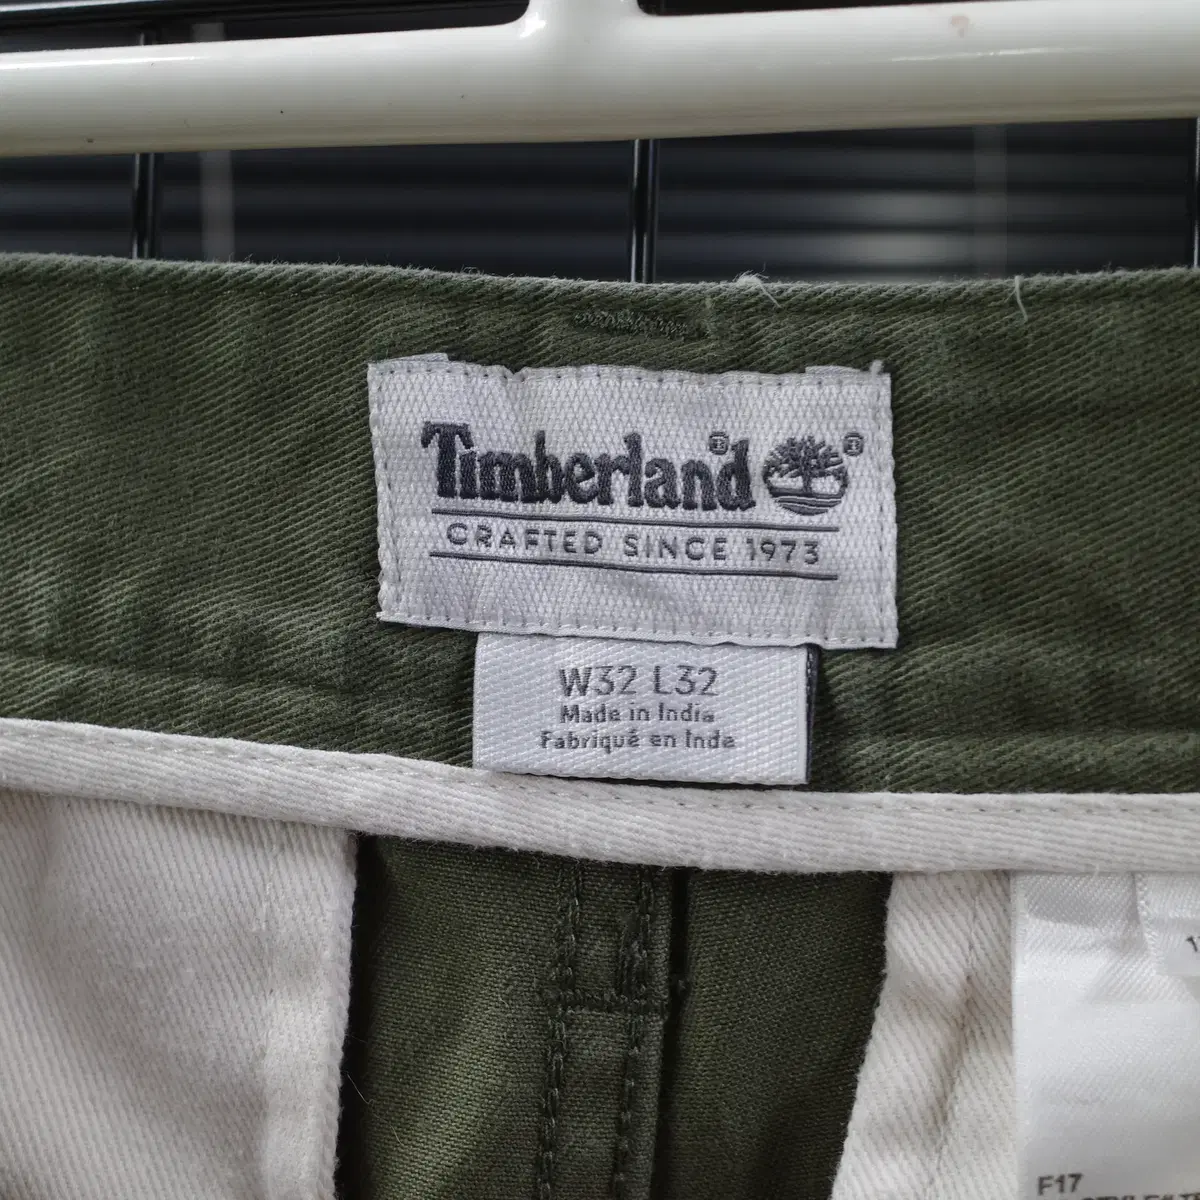 Timberland®
®
CRAFTED SINCE 1973
W32 L32
Made in India
Fabriqué en Inde
F17